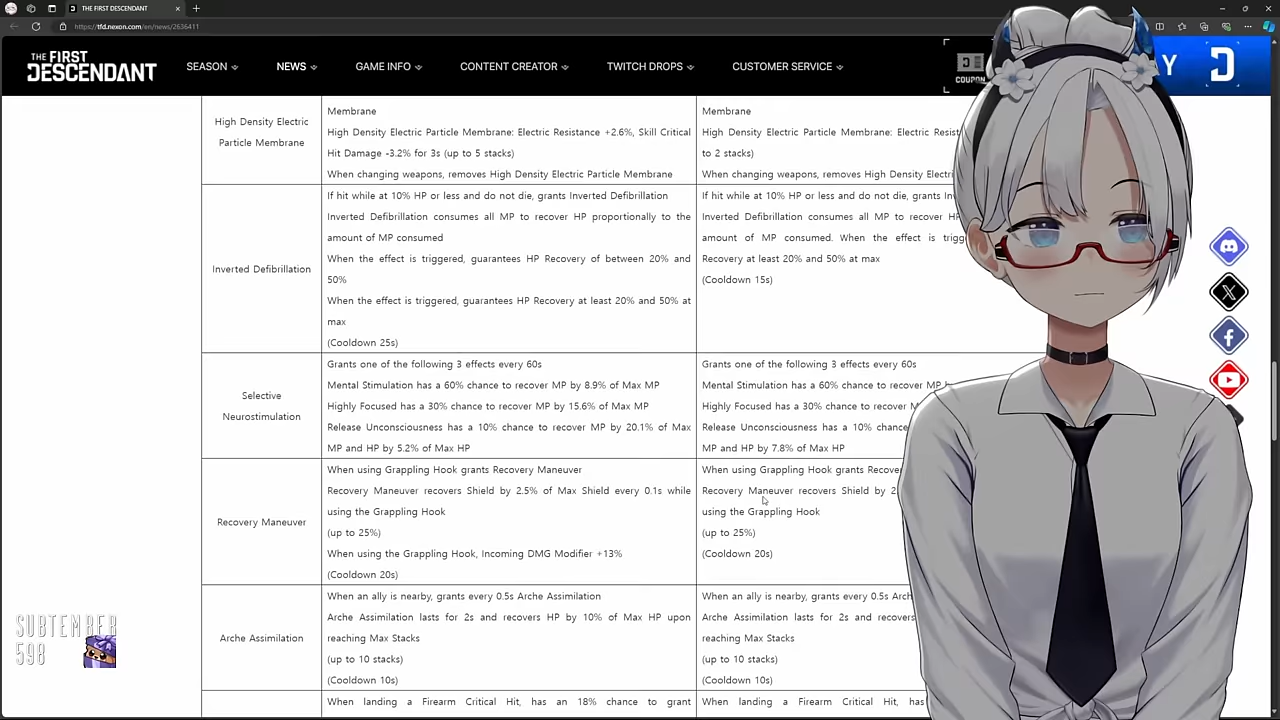 THE FIRST DESCENDANT
https://tfd.nexon.com/en/news/2636411
THE FIRST
DESCENDANT
SEASON
NEWS
GAME INFO
CONTENT CREATOR
TWITCH DROPS
CUSTOMER SERVICE
COUPON
Y
High Density Electric
Particle Membrane
Membrane
High Density Electric Particle Membrane: Electric Resistance +2.6%, Skill Critical
Hit Damage -3.2% for 3s (up to 5 stacks)
When changing weapons, removes High Density Electric Particle Membrane
Membrane
High Density Electric Particle Membrane: Electric
to 2 stacks)
When changing weapons, removes High Density
Inverted Defibrillation
If hit while at 10% HP or less and do not die, grants Inverted Defibrillation
Inverted Defibrillation consumes all MP to recover HP proportionally to the
amount of MP consumed
When the effect is triggered, guarantees HP Recovery of between 20% and
50%
When the effect is triggered, guarantees HP Recovery at least 20% and 50% at
max
(Cooldown 25s)
If hit while at 10% HP or less and do not die, grants
Inverted Defibrillation consumes all MP to recover
amount of MP consumed. When the effect is
Recovery at least 20% and 50% at max
(Cooldown 15s)
Selective
Neurostimulation
Grants one of the following 3 effects every 60s
Mental Stimulation has a 60% chance to recover MP by 8.9% of Max MP
Highly Focused has a 30% chance to recover MP by 15.6% of Max MP
Release Unconsciousness has a 10% chance to recover MP by 20.1% of Max
MP and HP by 5.2% of Max HP
Grants one of the following 3 effects every 60s
Mental Stimulation has a 60% chance to recover MP
Highly Focused has a 30% chance to recover
Release Unconsciousness has a 10% chance
MP and HP by 7.8% of Max HP
Recovery Maneuver
When using Grappling Hook grants Recovery Maneuver
Recovery Maneuver recovers Shield by 2.5% of Max Shield every 0.1s while
using the Grappling Hook
(up to 25%)
When using the Grappling Hook, Incoming DMG Modifier +13%
(Cooldown 20s)
When using Grappling Hook grants
Recovery Maneuver recovers Shield by
using the Grappling Hook
(up to 25%)
(Cooldown 20s)
Arche Assimilation
When an ally is nearby, grants every 0.5s Arche Assimilation
Arche Assimilation lasts for 2s and recovers HP by 10% of Max HP upon
reaching Max Stacks
(up to 10 stacks)
(Cooldown 10s)
When an ally is nearby, grants every 0.5s
Arche Assimilation lasts for 2s and recovers
reaching Max Stacks
(up to 10 stacks)
(Cooldown 10s)
When landing a Firearm Critical Hit, has an 18% chance to grant
When landing a Firearm Critical Hit, has
SUBTEMBER
598